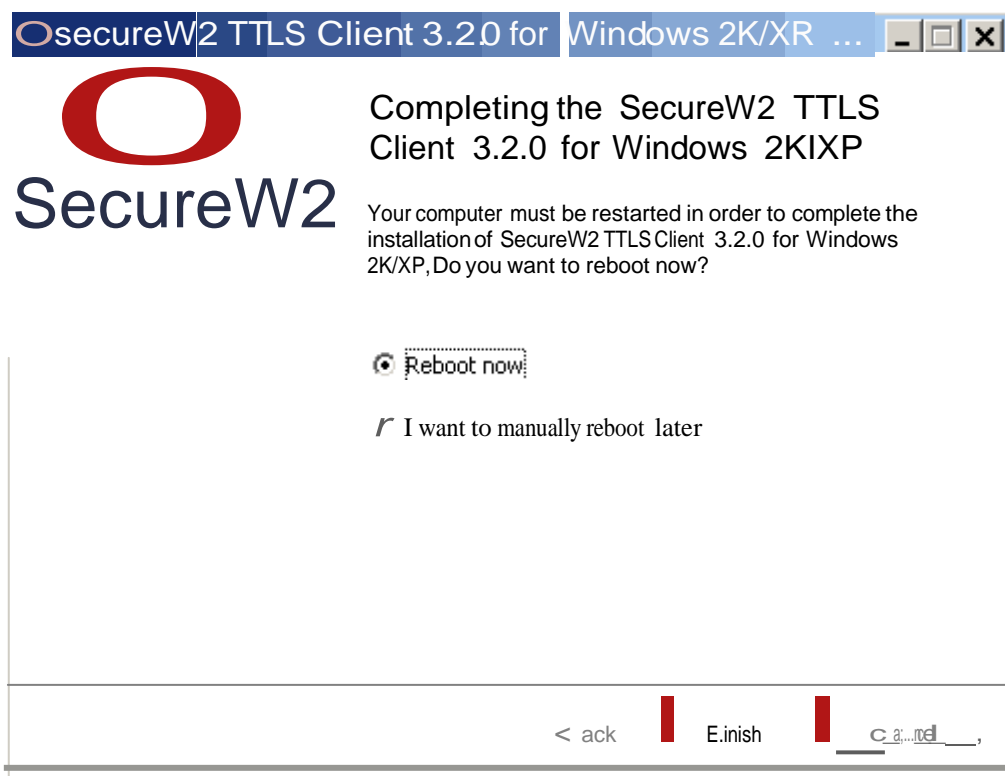 OsecureW2 TTLS Client 3.2.0 for Windows 2K/XR ...
SecureW2
Completing the SecureW2 TTLS
Client 3.2.0 for Windows 2KIXP
Your computer must be restarted in order to complete the
installation of SecureW2 TTLS Client 3.2.0 for Windows
2K/XP, Do you want to reboot now?
Reboot now
r I want to manually reboot later
< ack E.inish